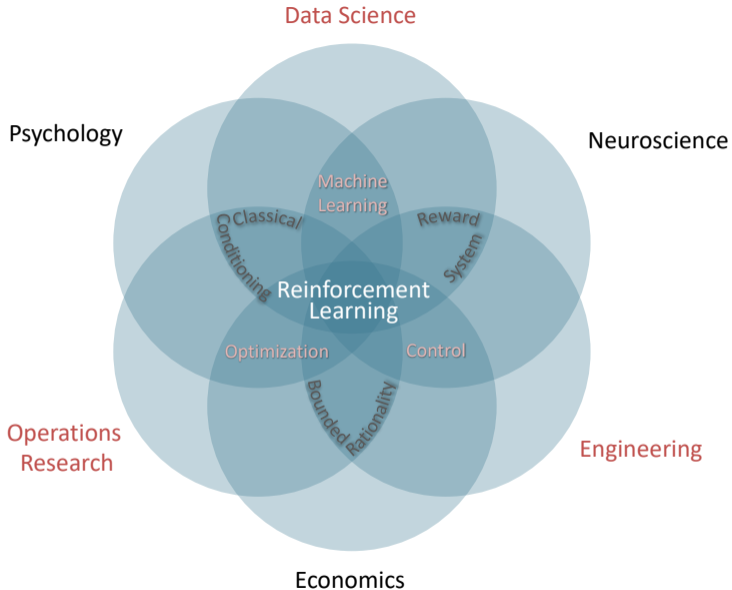 Data Science
Psychology
Neuroscience
Machine
Learning
Classical
Conditioning
Reward
System
Reinforcement
Learning
Optimization
Control
Bounded
Rationality
Operations
Research
Engineering
Economics